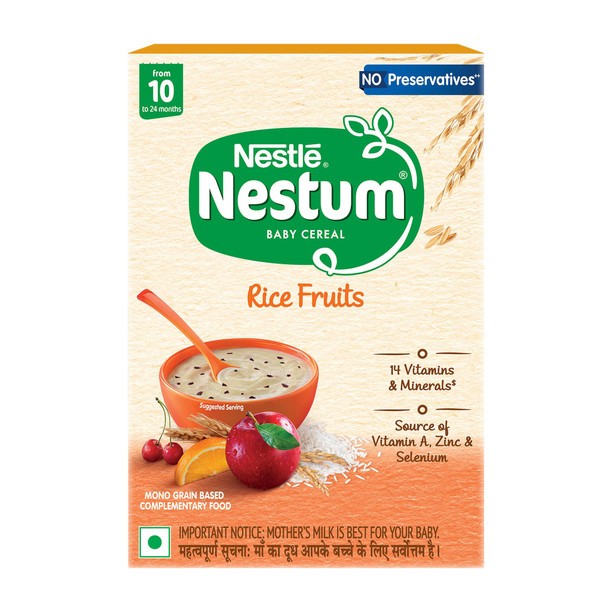 from
10
to 24 months
NO Preservatives**
Nestlé®
Nestum®
BABY CEREAL
Rice Fruits
14 Vitamins
& Minerals$
Source of
Vitamin A, Zinc &
Selenium
Suggested Serving
MONO GRAIN BASED
COMPLEMENTARY FOOD
IMPORTANT NOTICE: MOTHER'S MILK IS BEST FOR YOUR BABY.
महत्वपूर्ण सूचना: माँ का दूध आपके बच्चे के लिए सर्वोत्तम है।